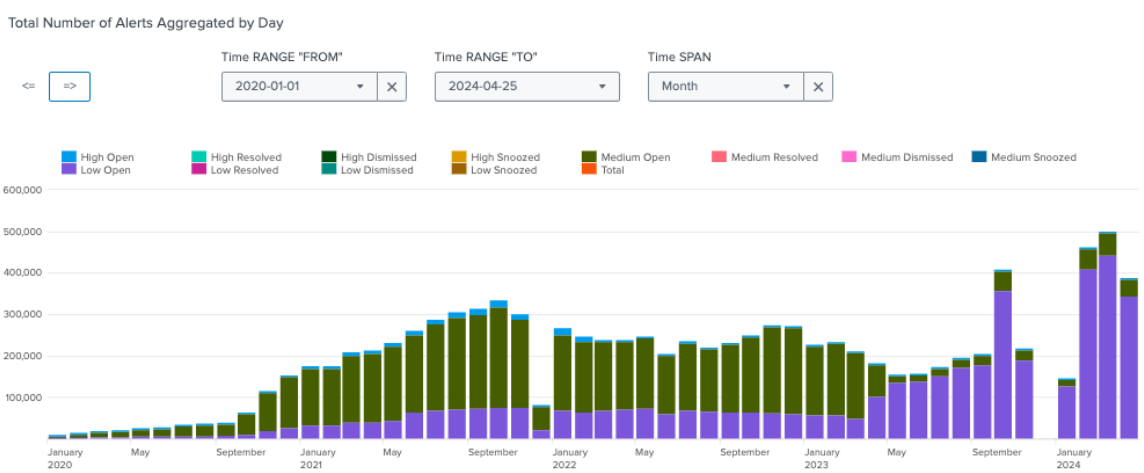 Total Number of Alerts Aggregated by Day
Time RANGE "FROM" Time RANGE "TO" Time SPAN
<= => 2020-01-01 2024-04-25 Month
High Open High Resolved High Dismissed High Snoozed Medium Open Medium Resolved Medium Dismissed Medium Snoozed
Low Open Low Resolved Low Dismissed Low Snoozed Total
600,000
500,000
400,000
300,000
200,000
100,000
January May September January May September January May September January May September January
2020 2021 2022 2023 2024